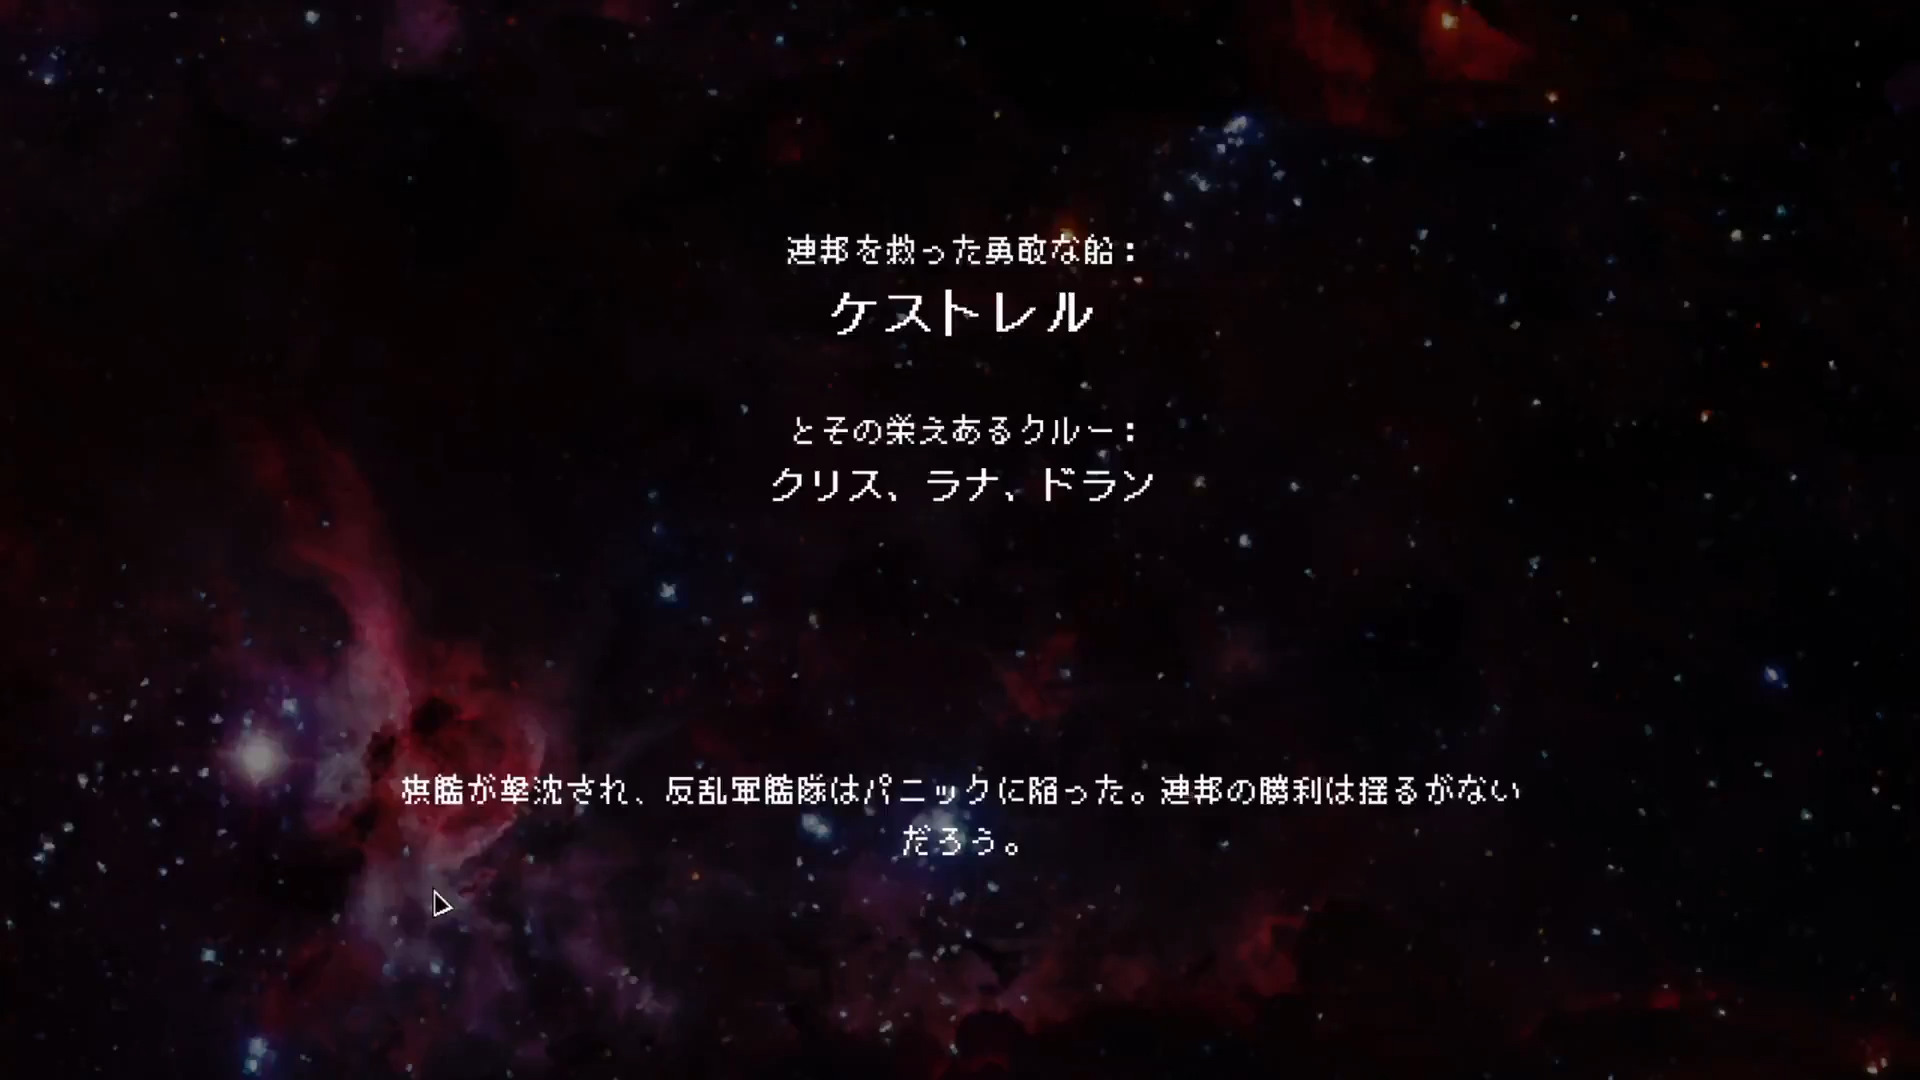 連邦を救った勇敢な船：
ケストレル
とその栄えあるクルー：
クリス、ラナ、ドラン
旗艦が撃沈され、反乱軍艦隊はパニックに陥った。連邦の勝利は揺るがない
だろう。